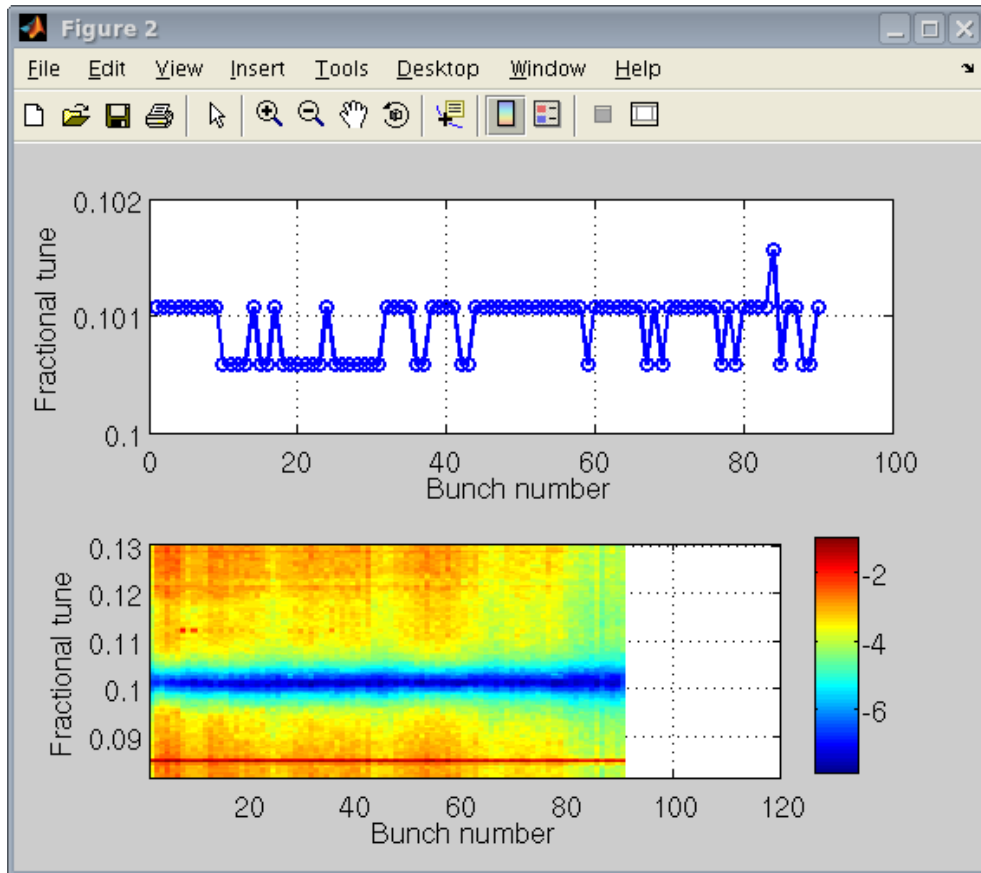 Figure 2
File Edit View Insert Tools Desktop Window Help
0.102
0.101
0.1
Fractional tune
0 20 40 60 80 100
Bunch number
0.13
0.12
0.11
0.1
0.09
Fractional tune
20 40 60 80 100 120
Bunch number
-2
-4
-6